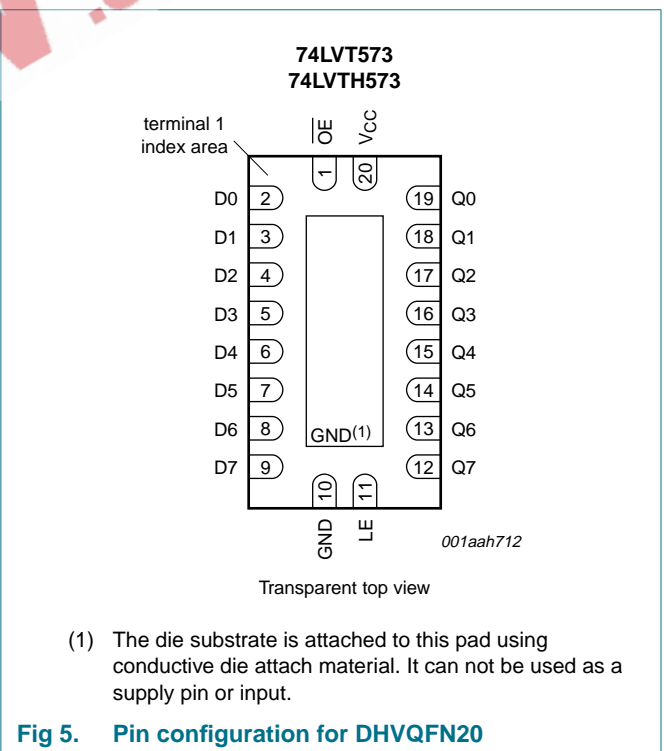 74LVT573
74LVTH573
terminal 1
index area
OE
VCC
1
20
D0 2 19 Q0
D1 3 18 Q1
D2 4 17 Q2
D3 5 16 Q3
D4 6 15 Q4
D5 7 14 Q5
D6 8 13 Q6
GND(1)
D7 9 12 Q7
10
11
GND
LE
001aah712
Transparent top view
(1) The die substrate is attached to this pad using
conductive die attach material. It can not be used as a
supply pin or input.
Fig 5. Pin configuration for DHVQFN20